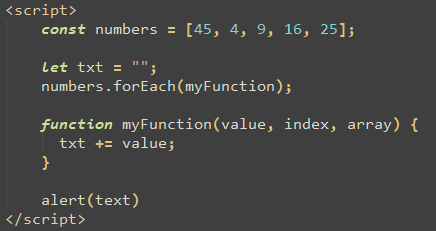 <script>
    const numbers = [45, 4, 9, 16, 25];

    let txt = "";
    numbers.forEach(myFunction);

    function myFunction(value, index, array) {
      txt += value;
    }

    alert(text)
</script>